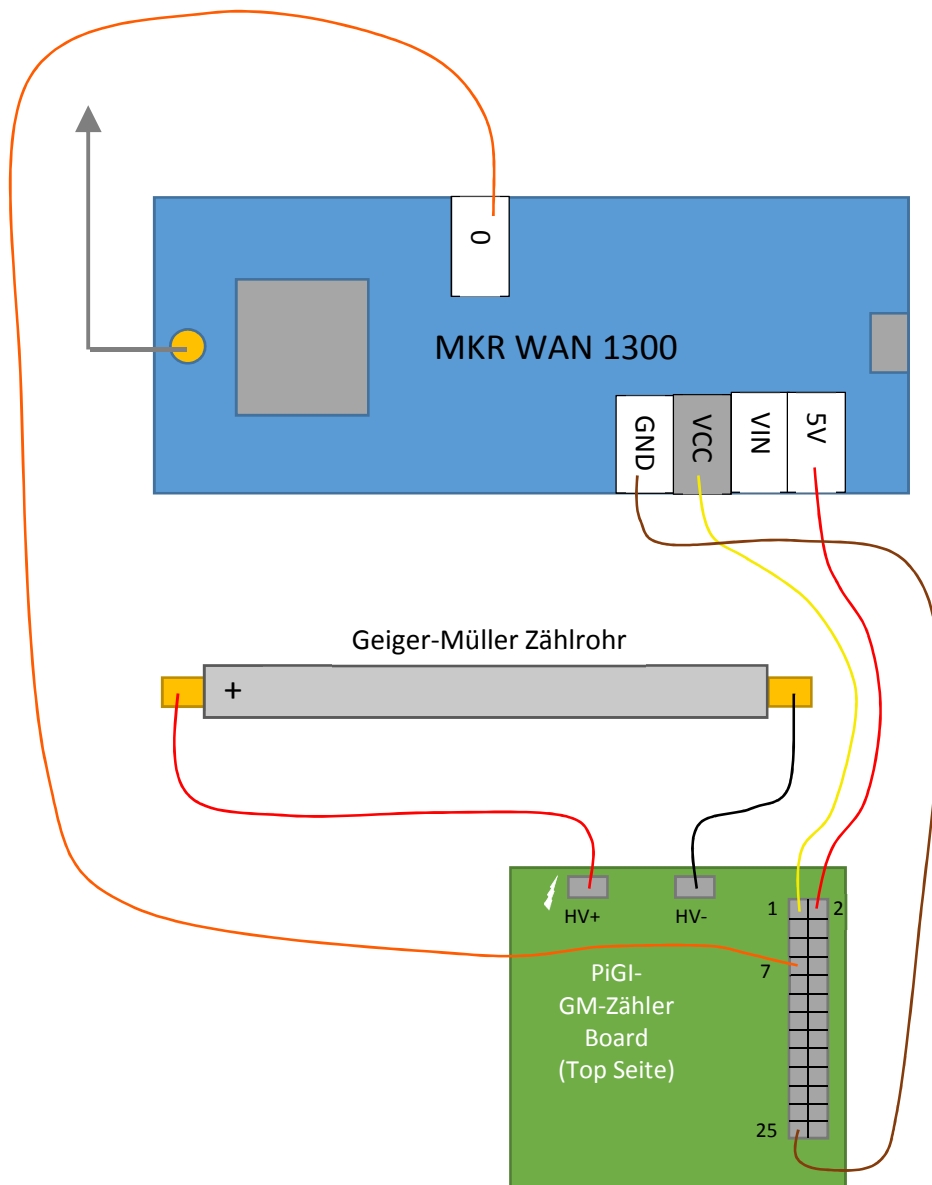 0
MKR WAN 1300
GND
VCC
VIN
5V
Geiger-Müller Zählrohr
+
HV+
HV-
1
2
7
PiGI-
GM-Zähler
Board
(Top Seite)
25